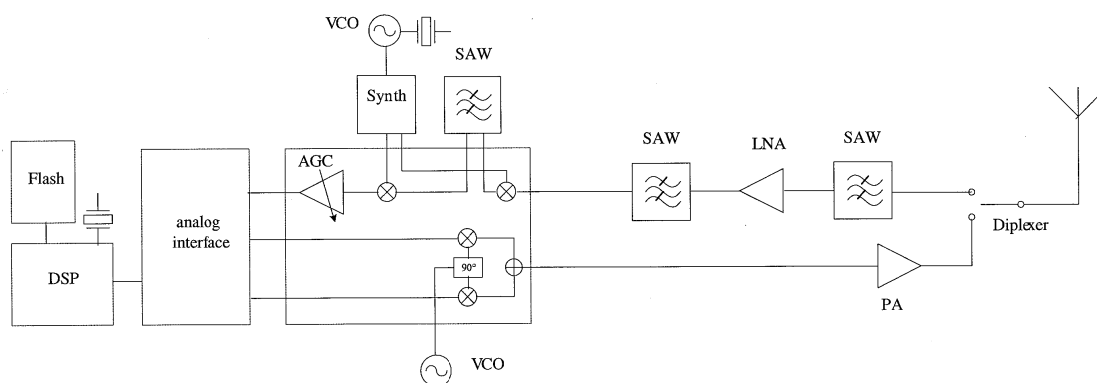 VCO
SAW
Synth
SAW
LNA
SAW
AGC
Flash
analog
interface
Diplexer
DSP
90°
PA
VCO